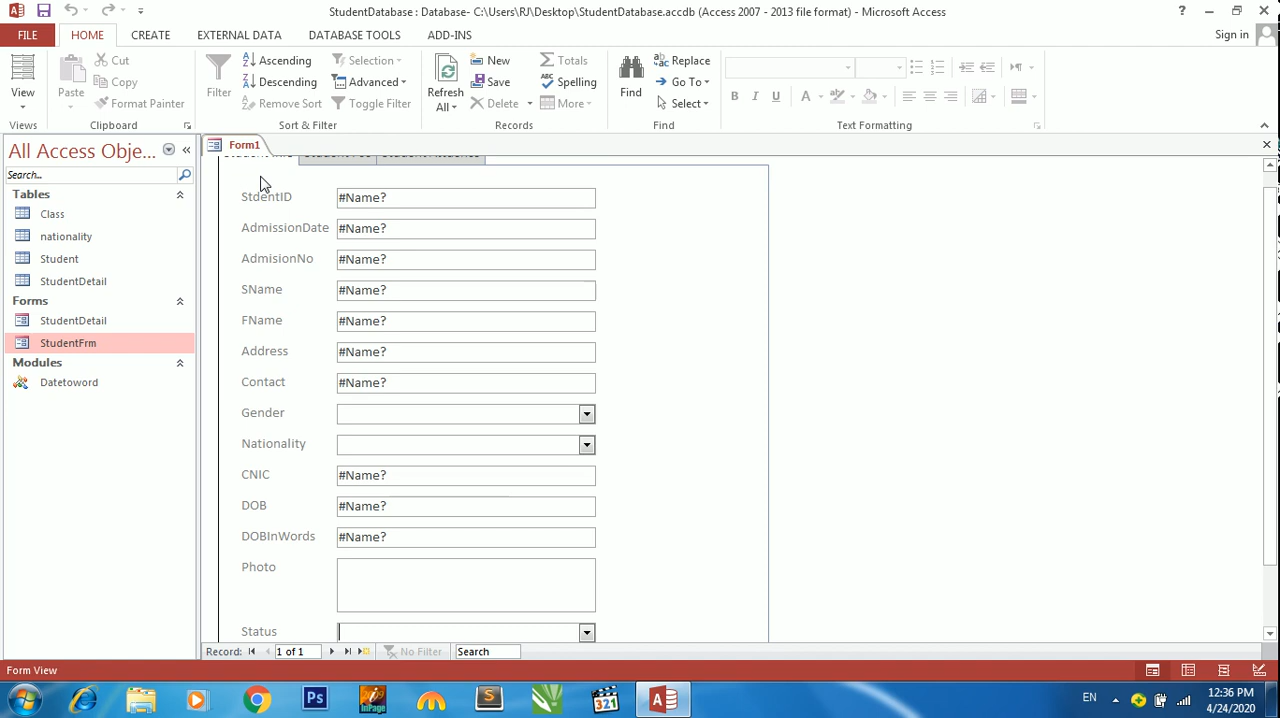 StudentDatabase : Database- C:\Users\RJ\Desktop\StudentDatabase.accdb (Access 2007 - 2013 file format) - Microsoft Access
FILE HOME CREATE EXTERNAL DATA DATABASE TOOLS ADD-INS Sign in
View
Views
Paste
Cut
Copy
Format Painter
Clipboard
Filter
Ascending
Descending
Remove Sort
Selection
Advanced
Toggle Filter
Sort & Filter
Refresh
All
New
Save
Delete
Totals
Spelling
More
Records
Find
Replace
Go To
Select
Find
B I U A
Text Formatting
All Access Obje...
Search...
Tables
Class
nationality
Student
StudentDetail
Forms
StudentDetail
StudentFrm
Modules
Datetoword
Form1
StdentID #Name?
AdmissionDate #Name?
AdmisionNo #Name?
SName #Name?
FName #Name?
Address #Name?
Contact #Name?
Gender
Nationality
CNIC #Name?
DOB #Name?
DOBInWords #Name?
Photo
Status
Record: 1 of 1 No Filter Search
Form View
Ps InPage S 321 A
EN 12:36 PM
4/24/2020